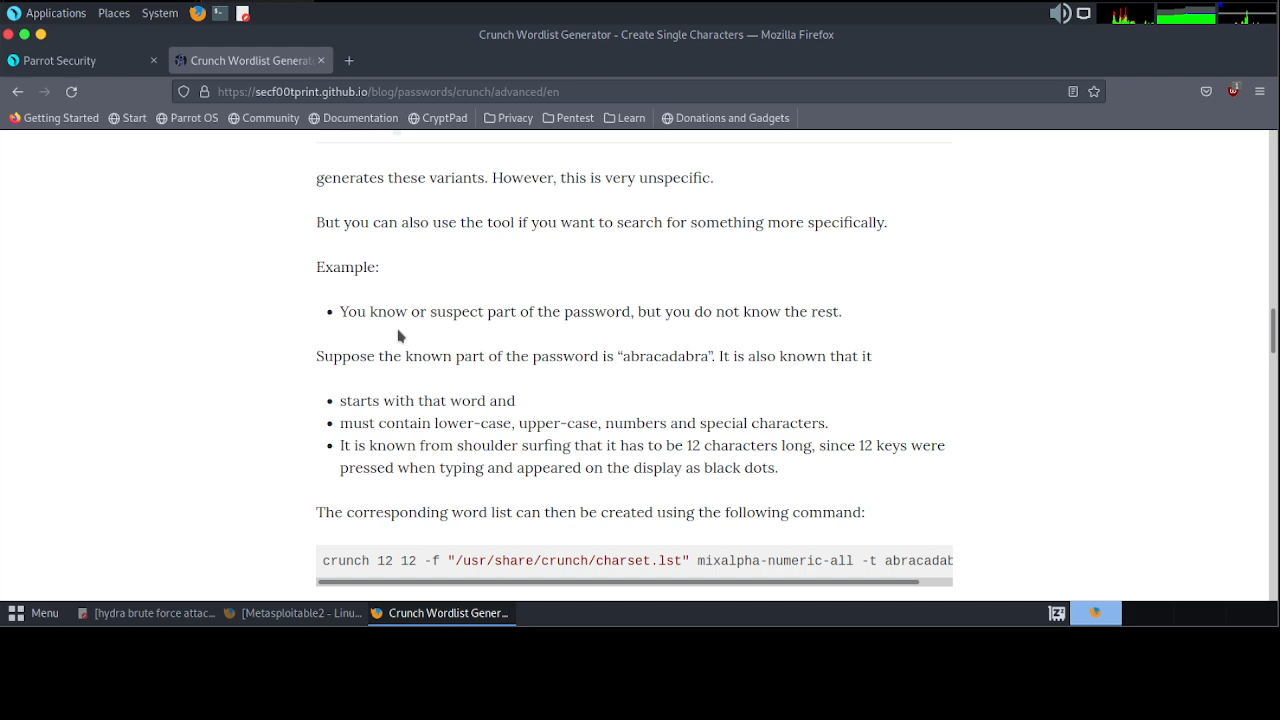 Applications Places System
Crunch Wordlist Generator - Create Single Characters — Mozilla Firefox
Parrot Security × Crunch Wordlist Generat × +
https://secf00tprint.github.io/blog/passwords/crunch/advanced/en
Getting Started Start Parrot OS Community Documentation CryptPad Privacy Pentest Learn Donations and Gadgets
generates these variants. However, this is very unspecific.
But you can also use the tool if you want to search for something more specifically.
Example:
• You know or suspect part of the password, but you do not know the rest.
Suppose the known part of the password is “abracadabra”. It is also known that it
• starts with that word and
• must contain lower-case, upper-case, numbers and special characters.
• It is known from shoulder surfing that it has to be 12 characters long, since 12 keys were
pressed when typing and appeared on the display as black dots.
The corresponding word list can then be created using the following command:
crunch 12 12 -f "/usr/share/crunch/charset.lst" mixalpha-numeric-all -t abracadab
Menu [hydra brute force attac... [Metasploitable2 - Linu... Crunch Wordlist Gener...